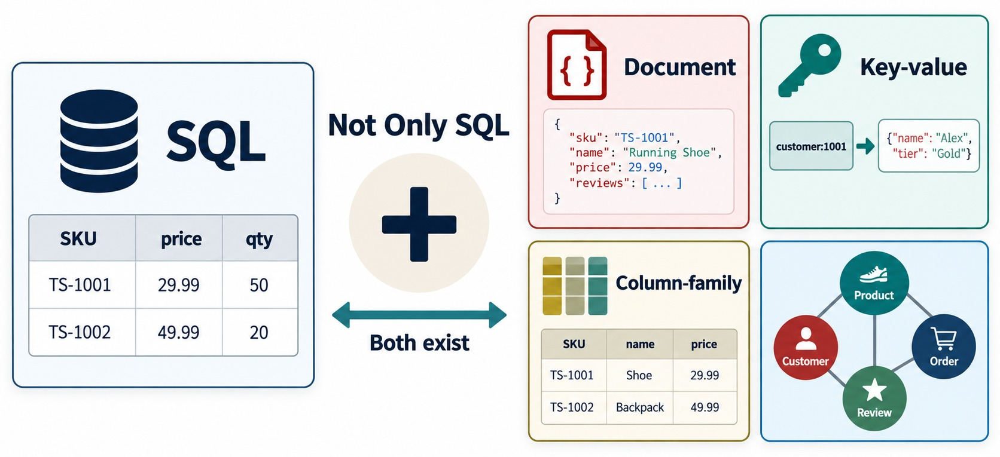 SQL
SKU price qty
TS-1001 29.99 50
TS-1002 49.99 20
Not Only SQL
Both exist
{ }
Document
{
"sku": "TS-1001",
"name": "Running Shoe",
"price": 29.99,
"reviews": [ ... ]
}
Key-value
customer:1001
{"name": "Alex",
"tier": "Gold"}
Column-family
SKU name price
TS-1001 Shoe 29.99
TS-1002 Backpack 49.99
Product
Customer
Order
Review